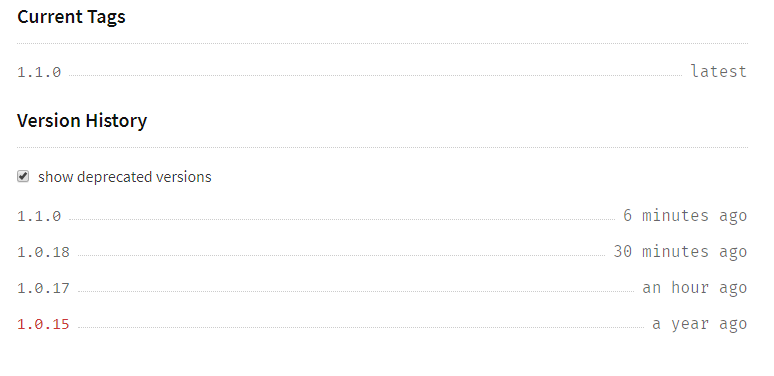 Current Tags
1.1.0 latest
Version History
show deprecated versions
1.1.0 6 minutes ago
1.0.18 30 minutes ago
1.0.17 an hour ago
1.0.15 a year ago